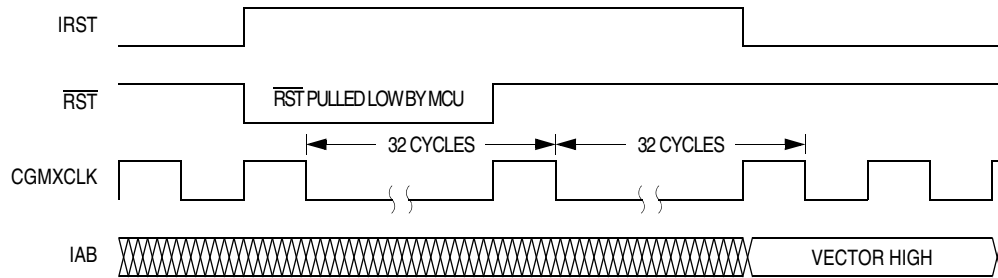 IRST
RST
RST PULLED LOW BY MCU
32 CYCLES
32 CYCLES
CGMXCLK
IAB
VECTOR HIGH